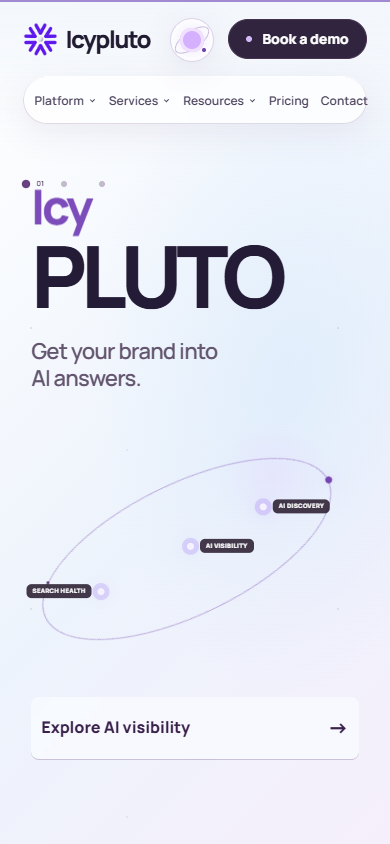 Icypluto
Book a demo
Platform
Services
Resources
Pricing
Contact
01
Icy
PLUTO
Get your brand into
AI answers.
AI DISCOVERY
AI VISIBILITY
SEARCH HEALTH
Explore AI visibility →